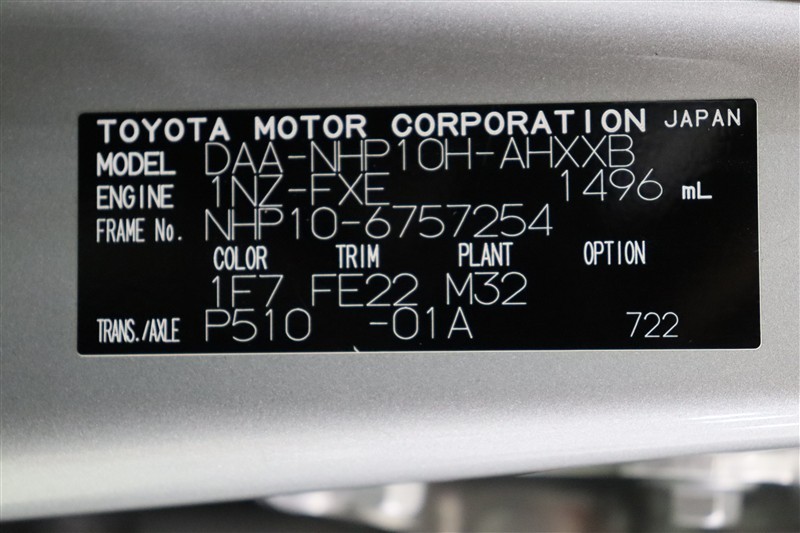 TOYOTA MOTOR CORPORATION JAPAN
MODEL DAA-NHP10H-AHXXB
ENGINE 1NZ-FXE 1496 mL
FRAME No. NHP10-6757254
COLOR TRIM PLANT OPTION
1F7 FE22 M32
TRANS./AXLE P510 -01A 722